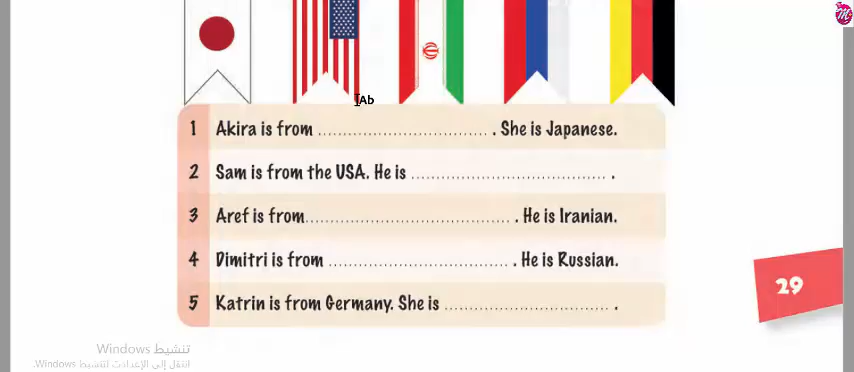 Ab
1 Akira is from ................................. . She is Japanese.
2 Sam is from the USA. He is ...................................... .
3 Aref is from........................................ . He is Iranian.
4 Dimitri is from ................................... . He is Russian.
5 Katrin is from Germany. She is ................................ .
29
تنشيط Windows
انتقل إلى الإعدادات لتنشيط Windows.